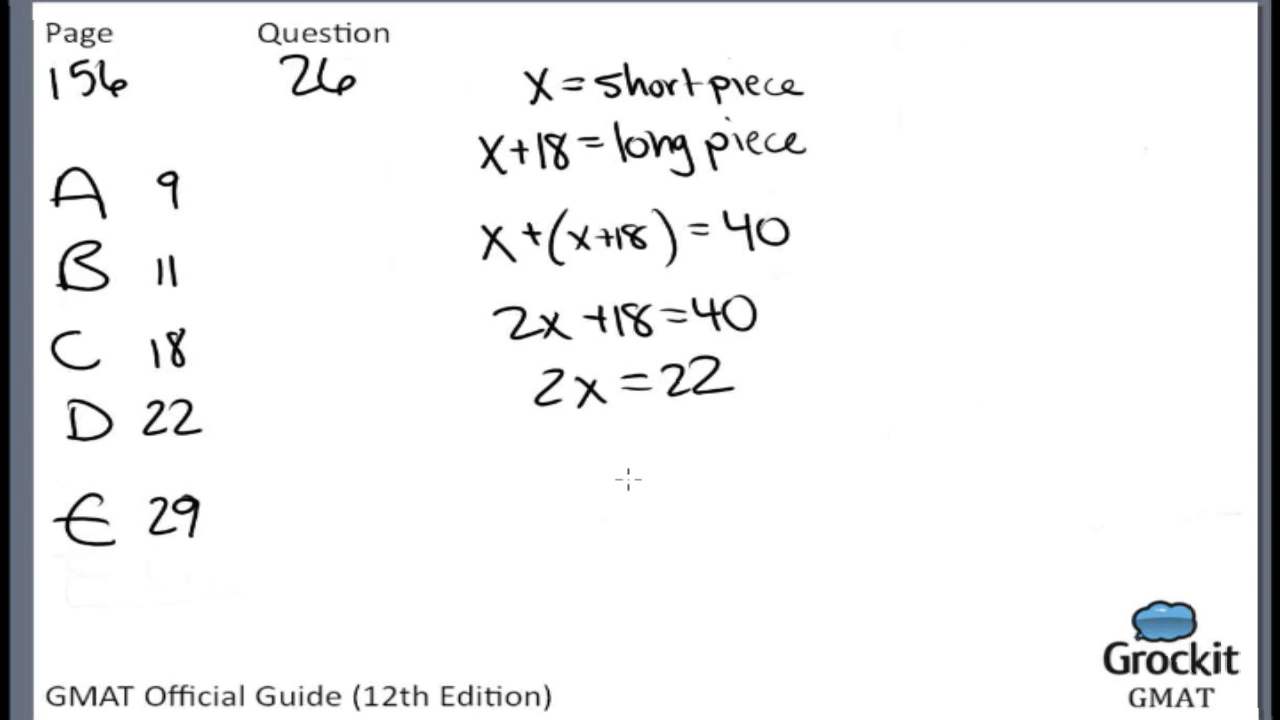 Page Question
156 26
x = short piece
x+18 = long piece
A 9
x + (x+18) = 40
B 11
2x +18 = 40
C 18
2x = 22
D 22
E 29
Grockit
GMAT
GMAT Official Guide (12th Edition)